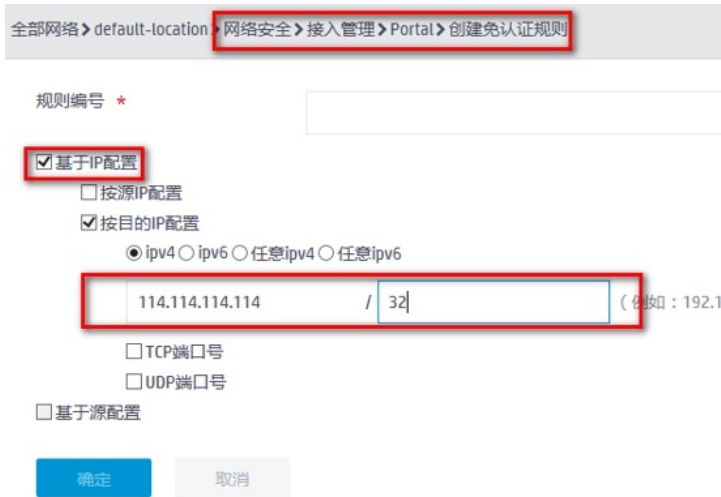 全部网络>default-location>网络安全>接入管理>Portal>创建免认证规则
规则编号 *
基于IP配置
按源IP配置
按目的IP配置
ipv4 ipv6 任意ipv4 任意ipv6
114.114.114.114 / 32 (例如：192.1
TCP端口号
UDP端口号
基于源配置
确定 取消